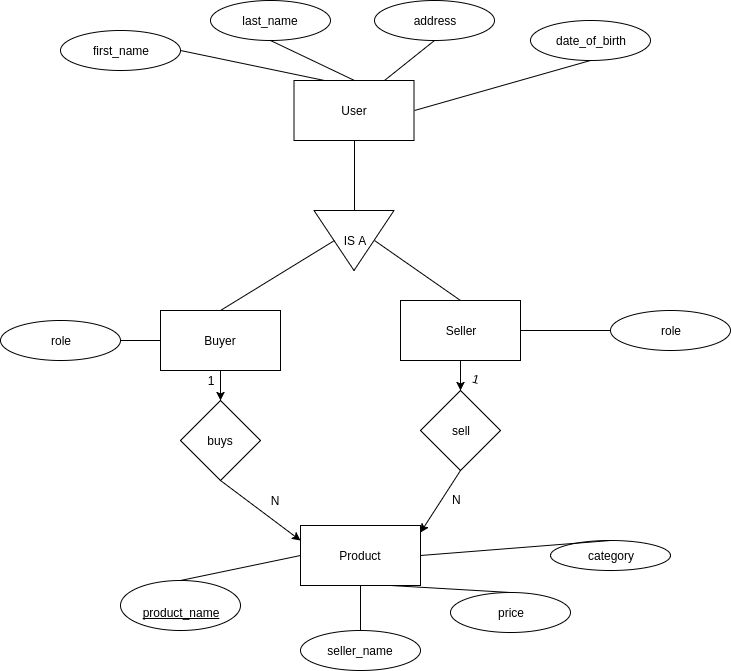 last_name
address
first_name
date_of_birth
User
IS A
Buyer
Seller
role
role
1
1
buys
sell
N
N
Product
category
product_name
price
seller_name